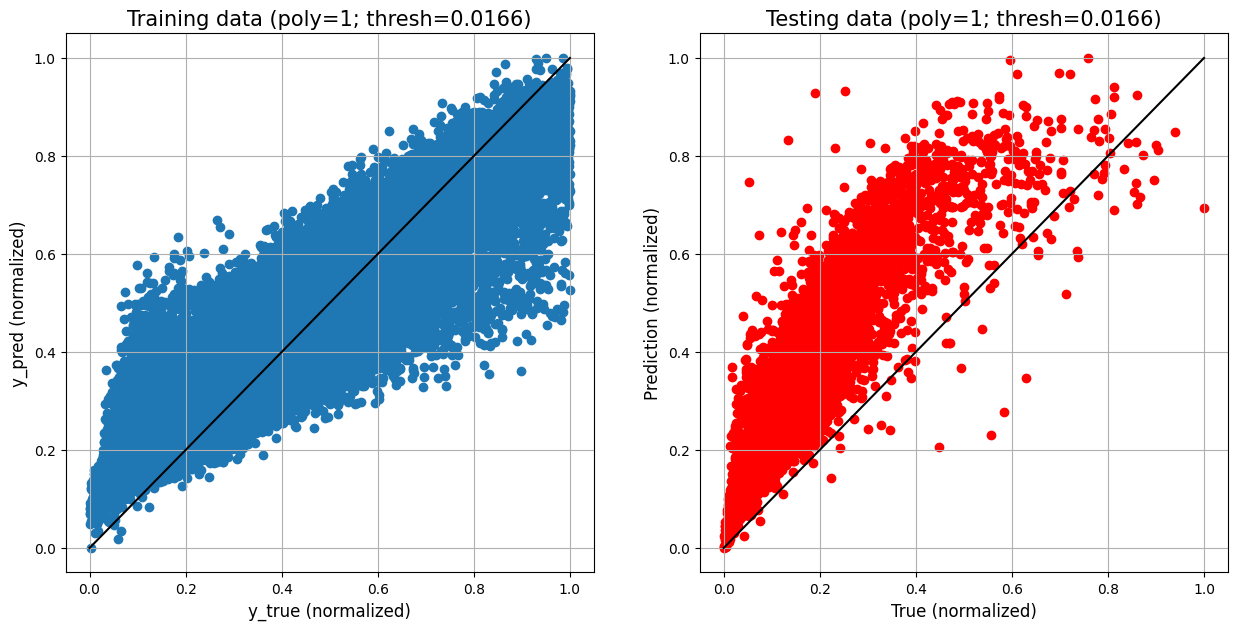 Training data (poly=1; thresh=0.0166)
y_pred (normalized)
1.0
0.8
0.6
0.4
0.2
0.0
0.0 0.2 0.4 0.6 0.8 1.0
y_true (normalized)
Testing data (poly=1; thresh=0.0166)
Prediction (normalized)
1.0
0.8
0.6
0.4
0.2
0.0
0.0 0.2 0.4 0.6 0.8 1.0
True (normalized)